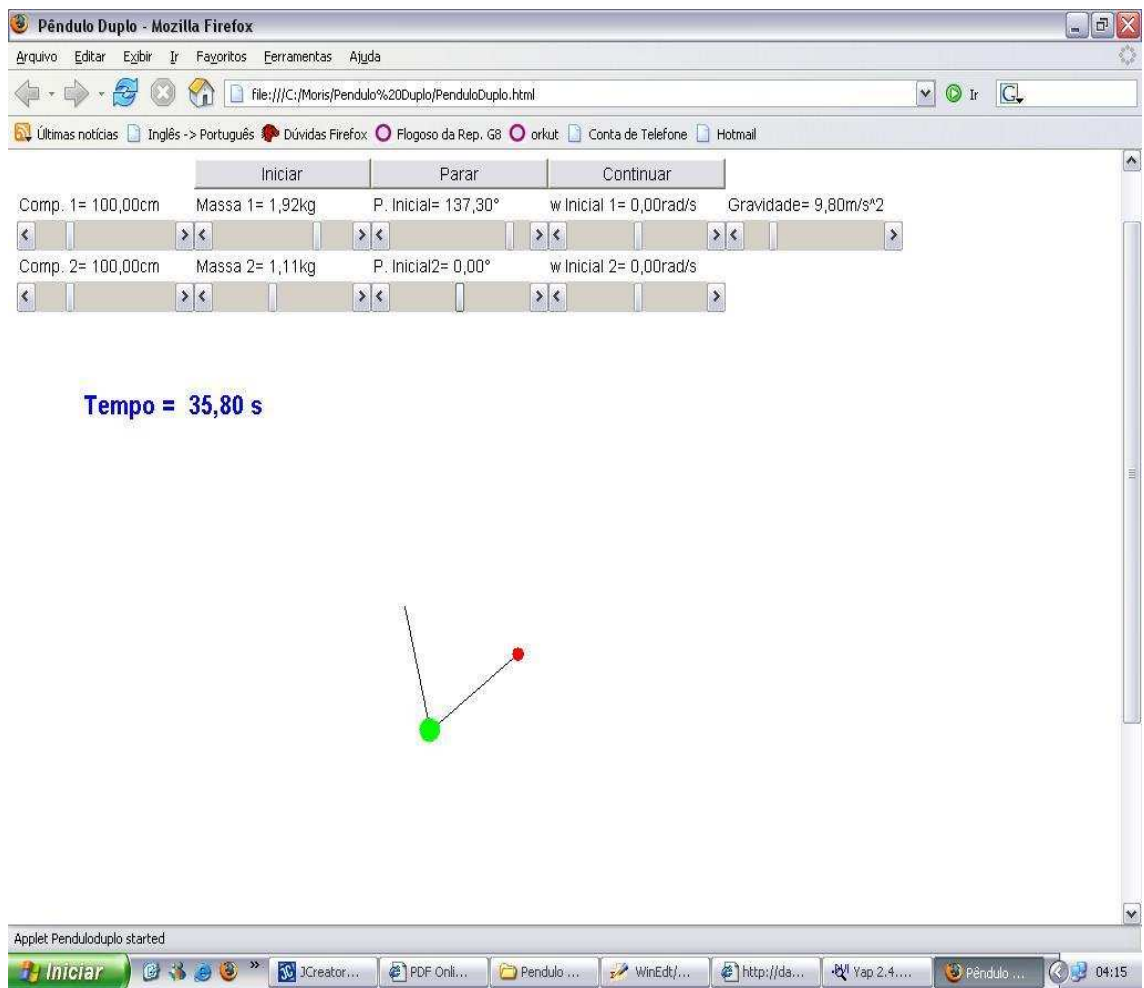 Pêndulo Duplo - Mozilla Firefox
Arquivo Editar Exibir Ir Favoritos Ferramentas Ajuda
file:///C:/Moris/Pendulo%20Duplo/PenduloDuplo.html Ir
Últimas notícias Inglês -> Português Dúvidas Firefox Flogoso da Rep. G8 orkut Conta de Telefone Hotmail
Iniciar Parar Continuar
Comp. 1= 100,00cm Massa 1= 1,92kg P. Inicial= 137,30° w Inicial 1= 0,00rad/s Gravidade= 9,80m/s^2
Comp. 2= 100,00cm Massa 2= 1,11kg P. Inicial2= 0,00° w Inicial 2= 0,00rad/s
Tempo = 35,80 s
Applet Penduloduplo started
Iniciar » JCreator... PDF Onli... Pendulo ... WinEdt/... http://da... Yap 2.4.... Pêndulo ... 04:15